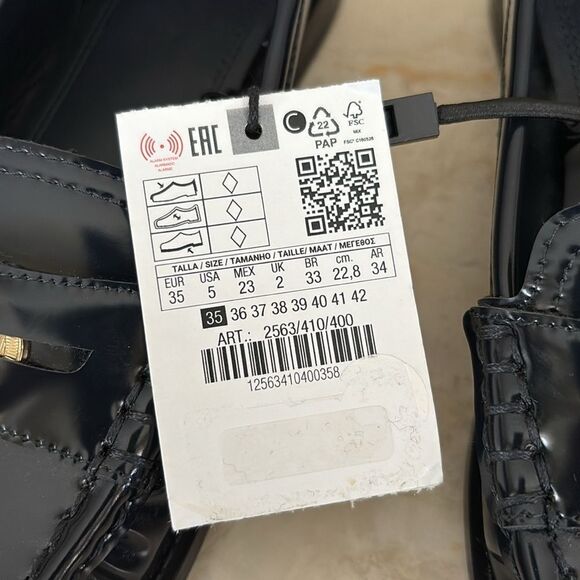 ALARM SYSTEM
ALARMADO
ALARME
EAC
C
22
PAP
FSC
MIX
TALLA / SIZE / TAMANHO / TAILLE / MAAT / ΜΕΓΕΘΟΣ
EUR USA MEX UK BR cm. AR
35 5 23 2 33 22,8 34
35 36 37 38 39 40 41 42
ART.: 2563/410/400
12563410400358